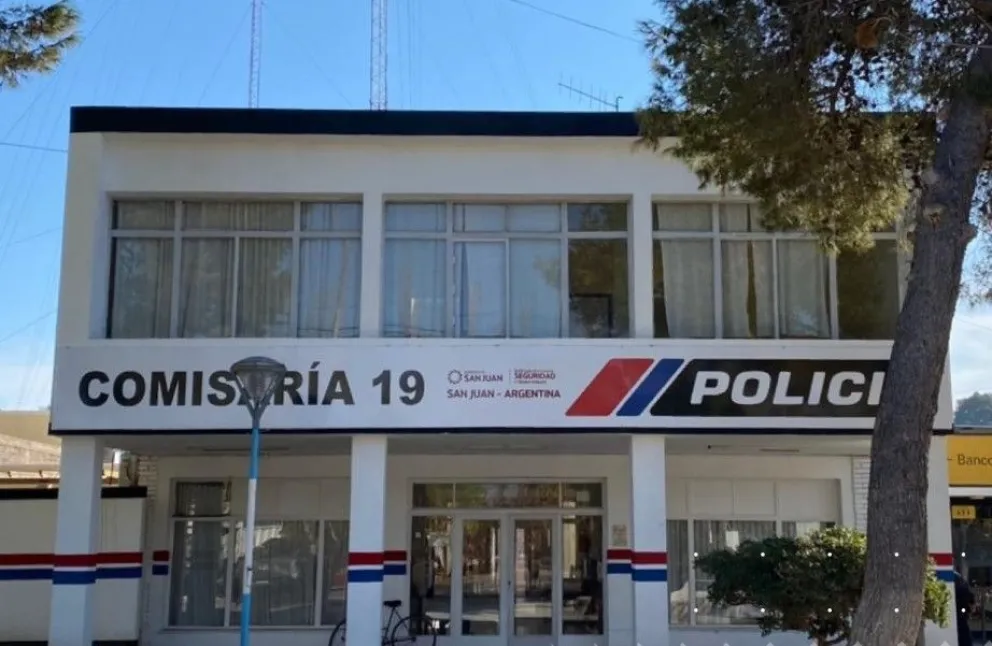 COMISARÍA 19
SAN JUAN
SEGURIDAD
SAN JUAN - ARGENTINA
POLICI
- Banco